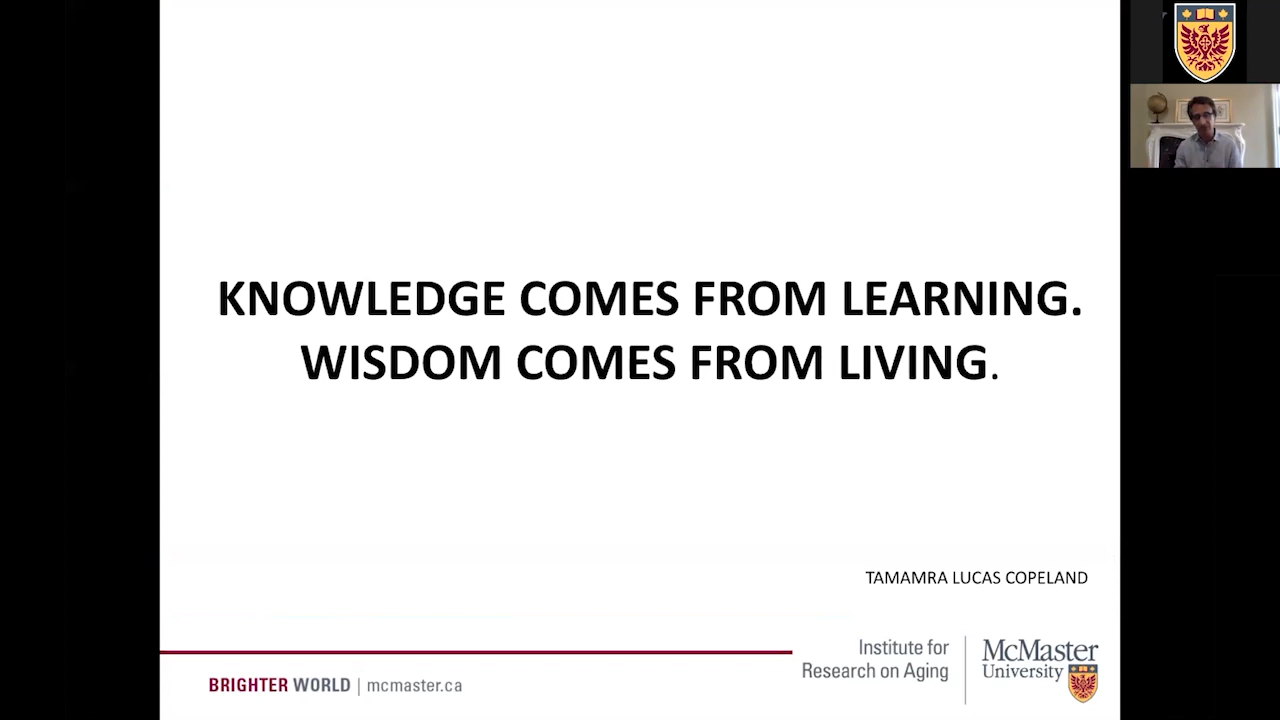 KNOWLEDGE COMES FROM LEARNING.
WISDOM COMES FROM LIVING.
TAMAMRA LUCAS COPELAND
Institute for
Research on Aging
McMaster
University
BRIGHTER WORLD | mcmaster.ca